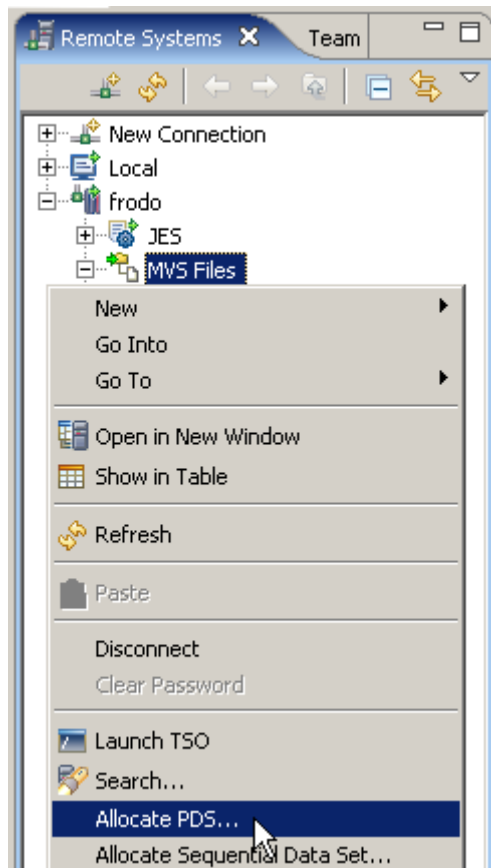 Remote Systems Team
New Connection
Local
frodo
JES
MVS Files
New
Go Into
Go To
Open in New Window
Show in Table
Refresh
Paste
Disconnect
Clear Password
Launch TSO
Search...
Allocate PDS...
Allocate Sequential Data Set...